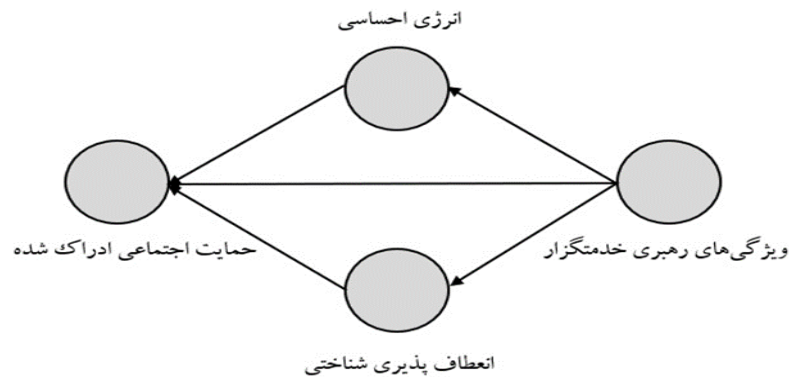 انرژی احساسی
ویژگی‌های رهبری خدمتگزار
حمایت اجتماعی ادراک شده
انعطاف پذیری شناختی